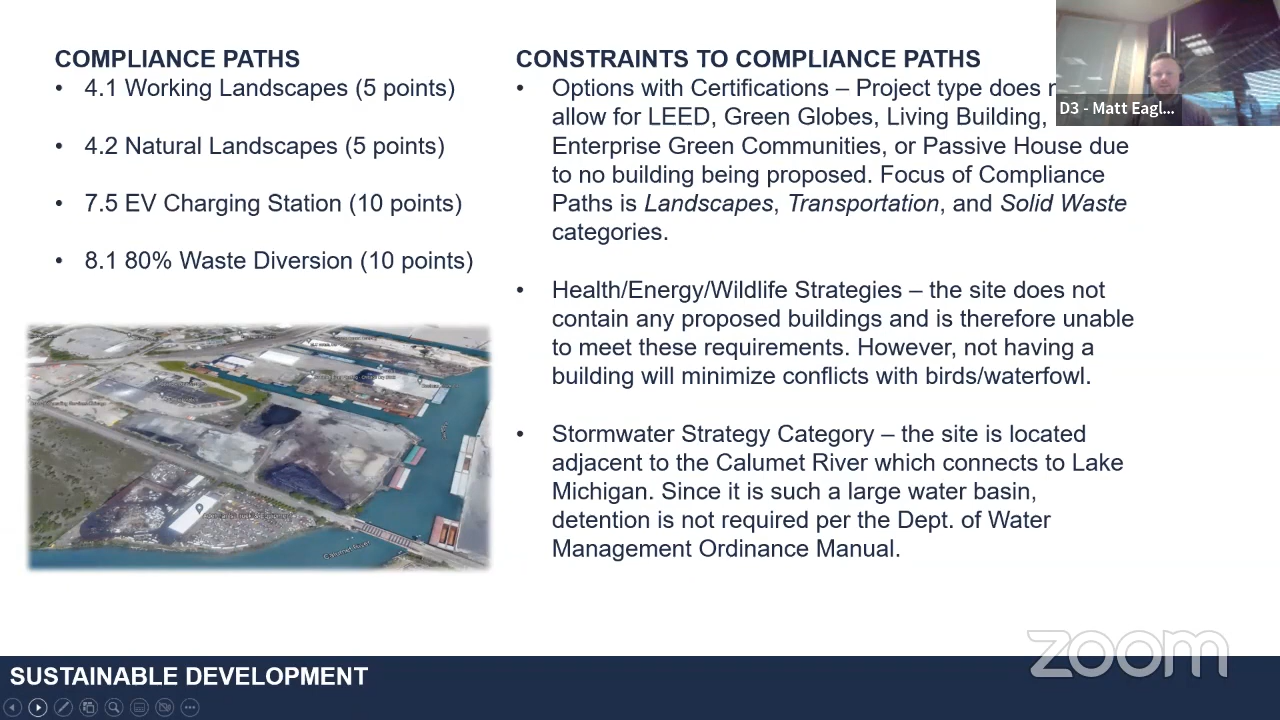 COMPLIANCE PATHS
• 4.1 Working Landscapes (5 points)
• 4.2 Natural Landscapes (5 points)
• 7.5 EV Charging Station (10 points)
• 8.1 80% Waste Diversion (10 points)
CONSTRAINTS TO COMPLIANCE PATHS
• Options with Certifications – Project type does
allow for LEED, Green Globes, Living Building,
Enterprise Green Communities, or Passive House due
to no building being proposed. Focus of Compliance
Paths is Landscapes, Transportation, and Solid Waste
categories.
• Health/Energy/Wildlife Strategies – the site does not
contain any proposed buildings and is therefore unable
to meet these requirements. However, not having a
building will minimize conflicts with birds/waterfowl.
• Stormwater Strategy Category – the site is located
adjacent to the Calumet River which connects to Lake
Michigan. Since it is such a large water basin,
detention is not required per the Dept. of Water
Management Ordinance Manual.
D3 - Matt Eagl...
Calumet River
zoom
SUSTAINABLE DEVELOPMENT